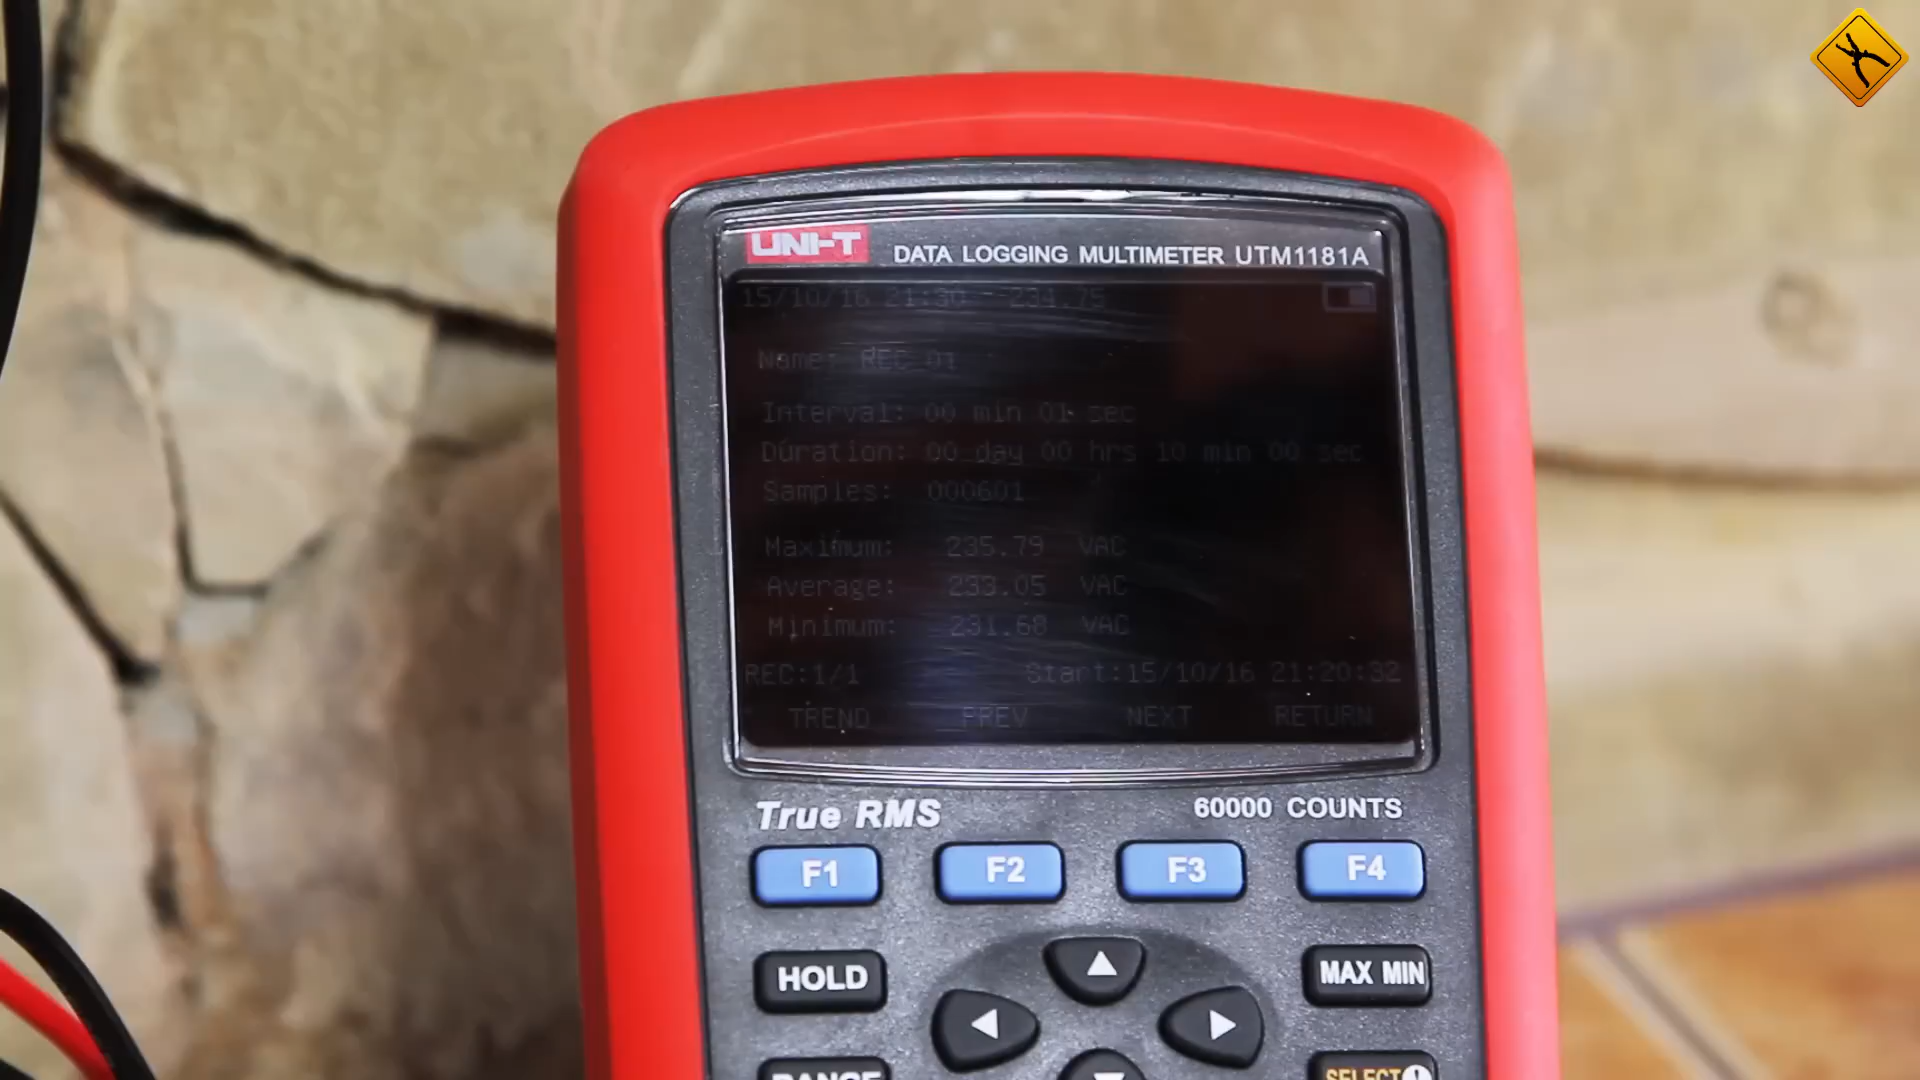 UNI-T DATA LOGGING MULTIMETER UTM1181A
15/10/16 21:30 --234.75
Name: REC 01
Interval: 00 min 01 sec
Duration: 00 day 00 hrs 10 min 00 sec
Samples: 000601
Maximum: 235.79 VAC
Average: 233.05 VAC
Minimum: 231.68 VAC
REC:1/1 Start:15/10/16 21:20:32
TREND PREV NEXT RETURN
True RMS 60000 COUNTS
F1 F2 F3 F4
HOLD MAX MIN
RANGE SELECT